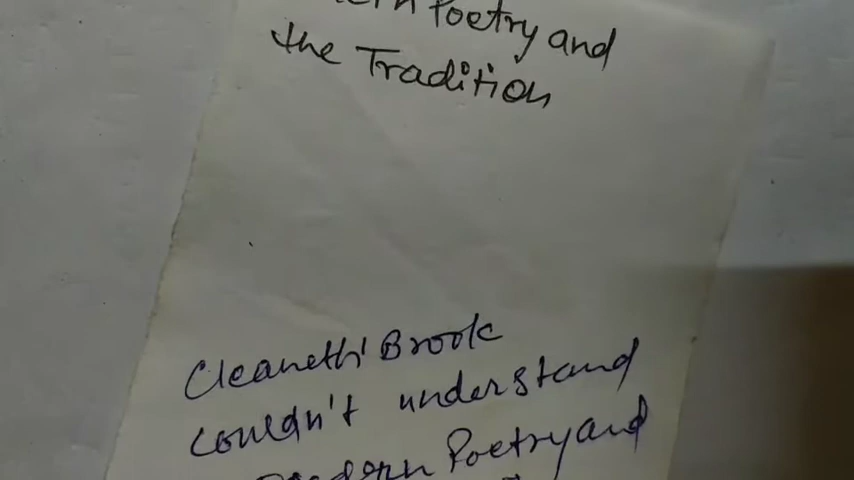 Poetry and
the Tradition
Cleaneth Brook
couldn't understand
Poetry and